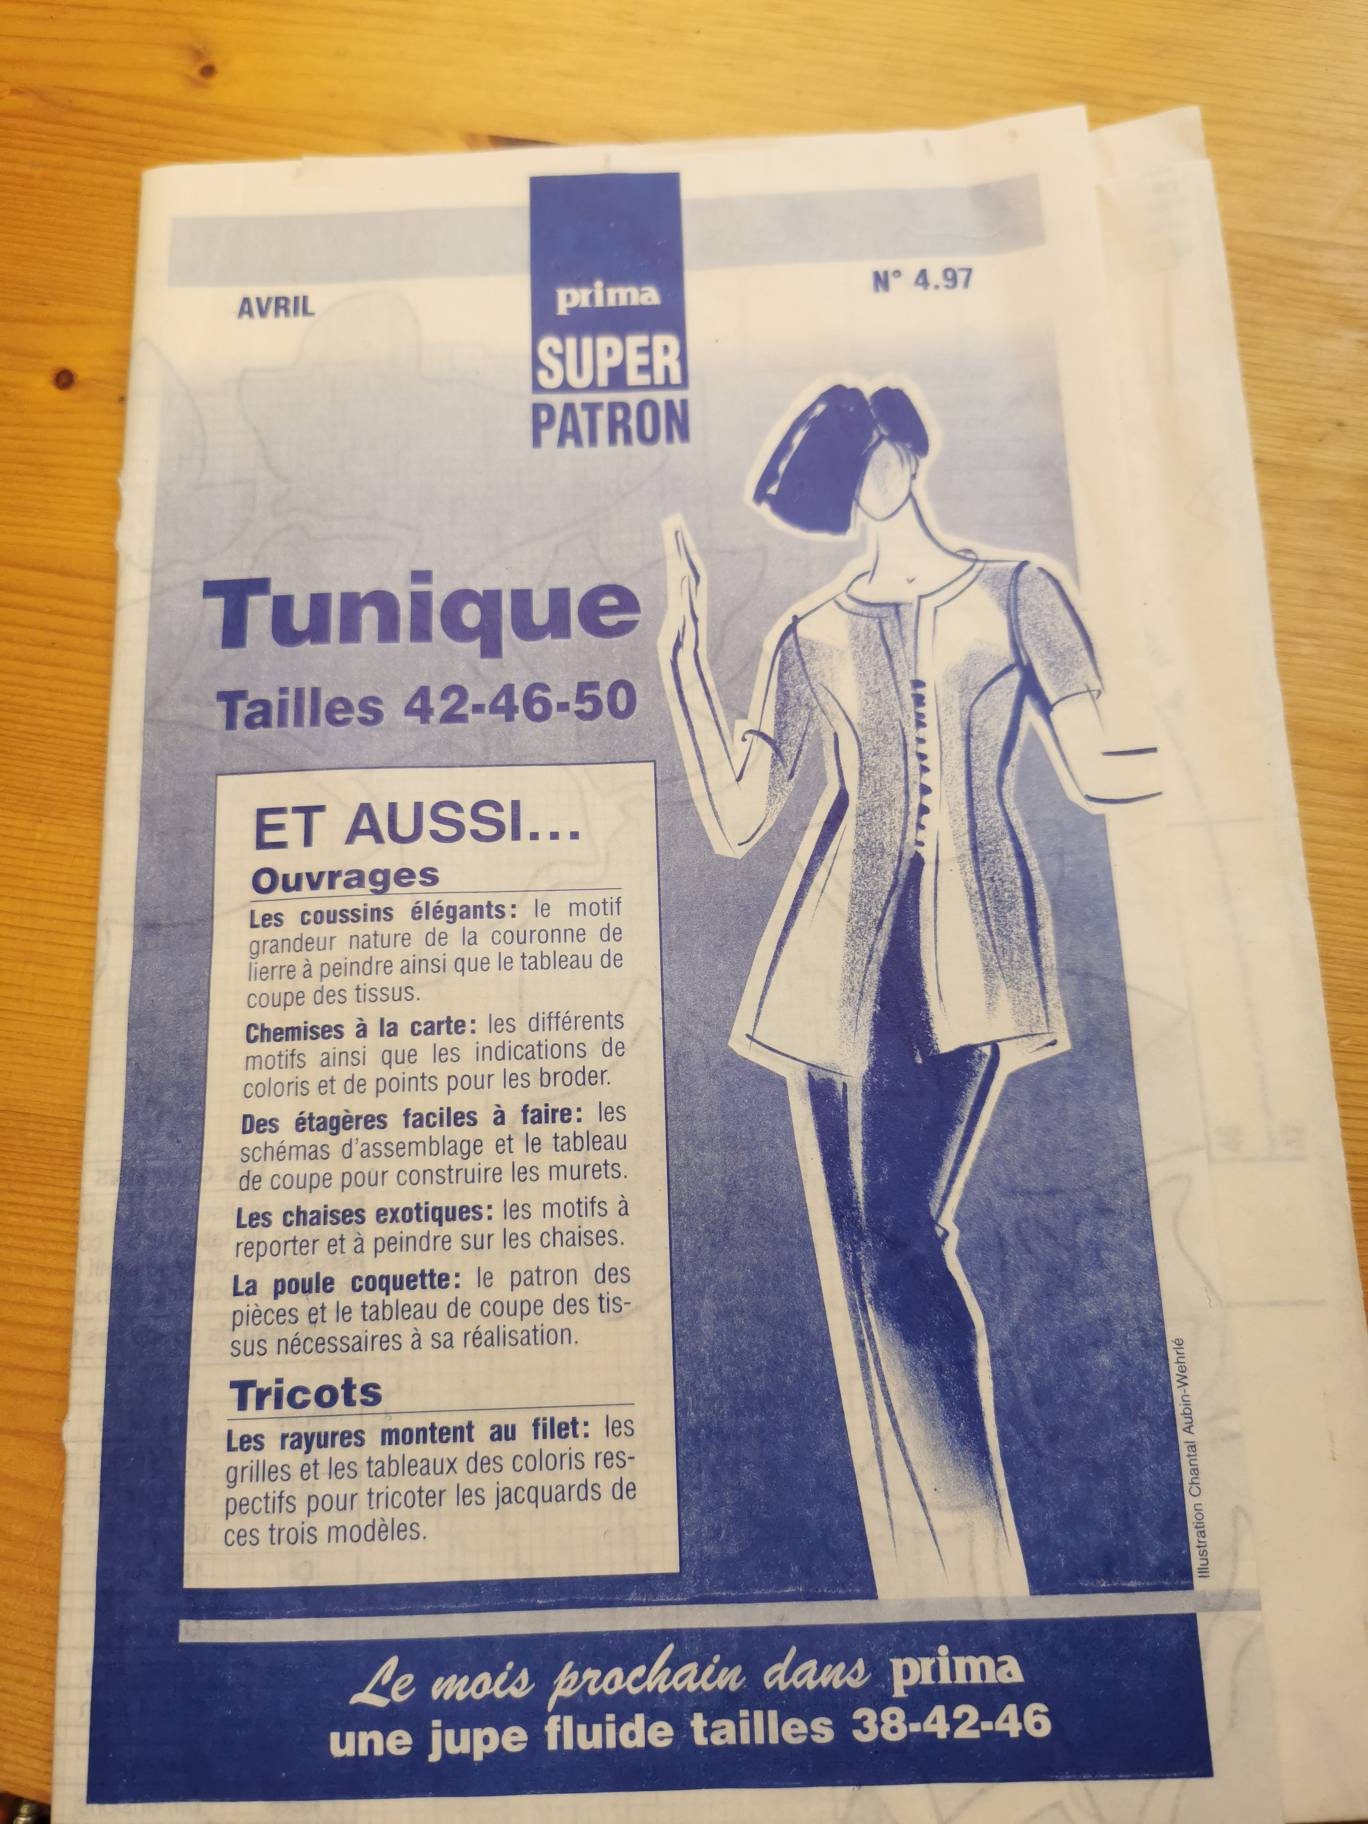 AVRIL
prima
N° 4.97
SUPER
PATRON
Tunique
Tailles 42-46-50
ET AUSSI...
Ouvrages
Les coussins élégants: le motif
grandeur nature de la couronne de
lierre à peindre ainsi que le tableau de
coupe des tissus.
Chemises à la carte: les différents
motifs ainsi que les indications de
coloris et de points pour les broder.
Des étagères faciles à faire: les
schémas d'assemblage et le tableau
de coupe pour construire les murets.
Les chaises exotiques: les motifs à
reporter et à peindre sur les chaises.
La poule coquette: le patron des
pièces et le tableau de coupe des tis-
sus nécessaires à sa réalisation.
Tricots
Les rayures montent au filet: les
grilles et les tableaux des coloris res-
pectifs pour tricoter les jacquards de
ces trois modèles.
Illustration Chantal Aubin-Wehrlé
Le mois prochain dans prima
une jupe fluide tailles 38-42-46